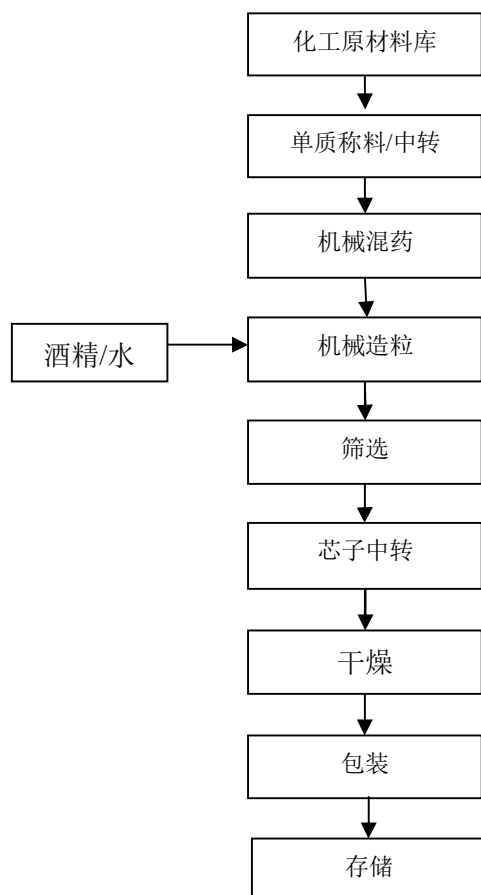 化工原材料库
单质称料/中转
机械混药
酒精/水
机械造粒
筛选
芯子中转
干燥
包装
存储